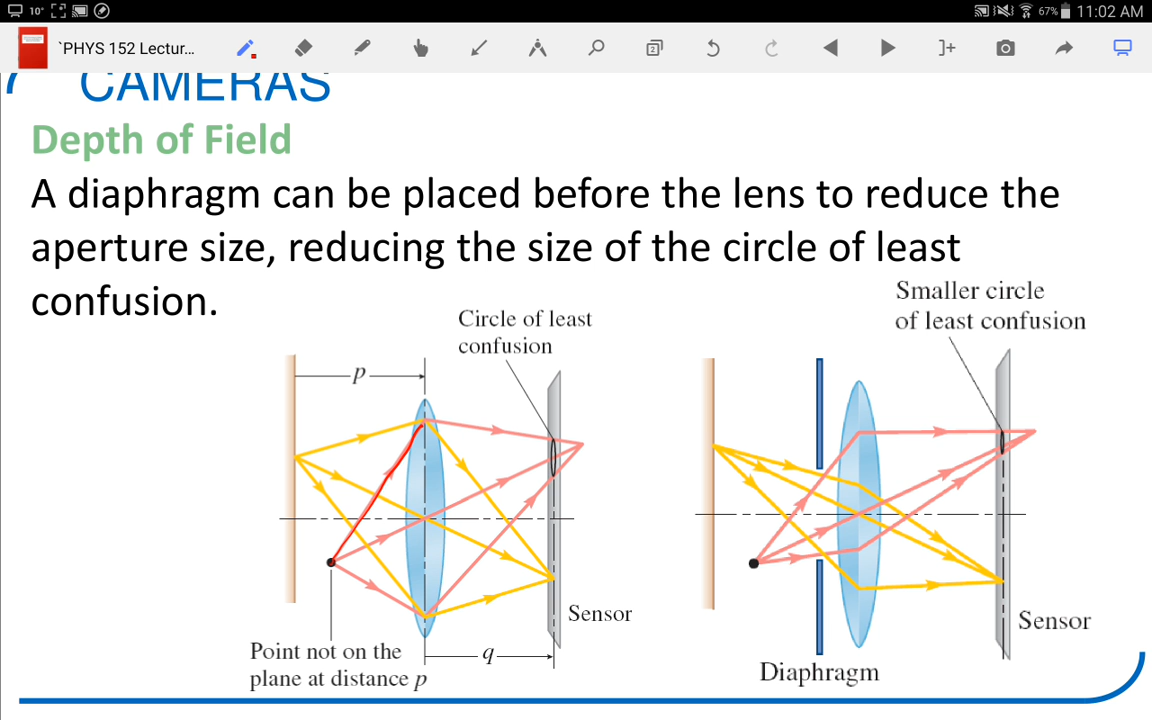 10°
67%
11:02 AM
`PHYS 152 Lectur...
2
]+
CAMERAS
Depth of Field
A diaphragm can be placed before the lens to reduce the
aperture size, reducing the size of the circle of least
confusion.
Circle of least
confusion
p
Sensor
q
Point not on the
plane at distance p
Smaller circle
of least confusion
Sensor
Diaphragm